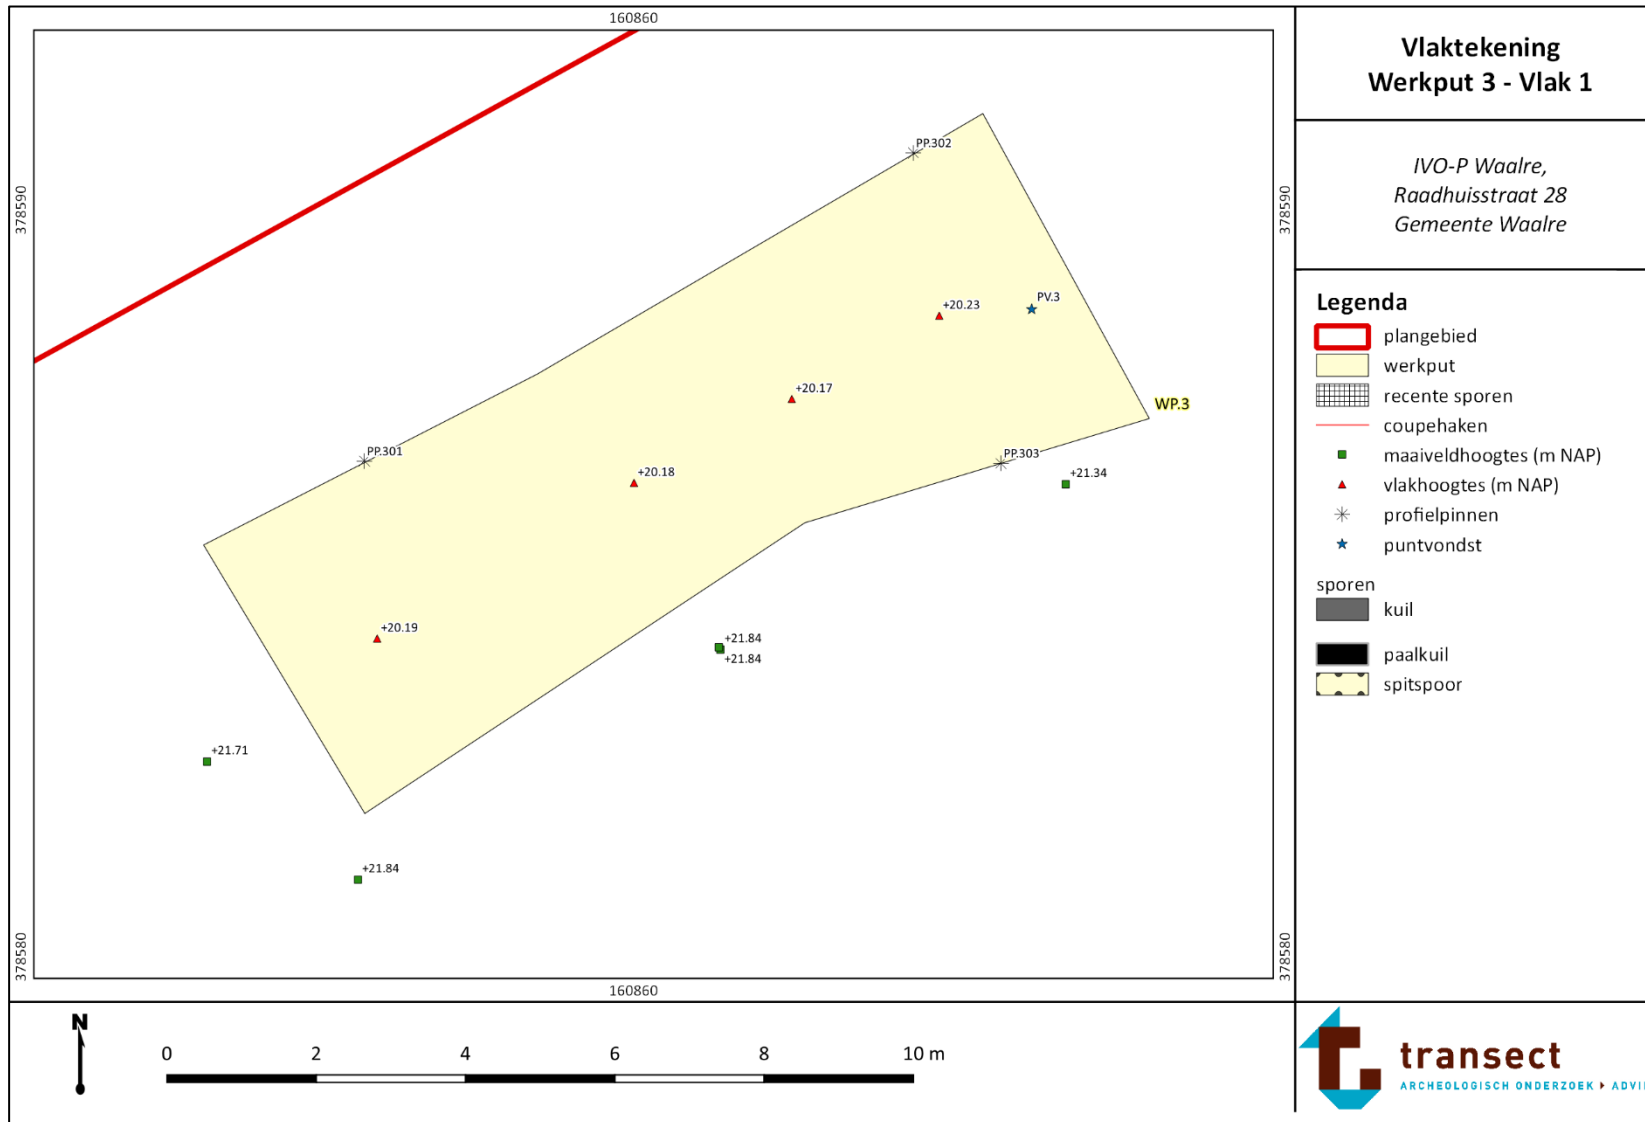 160860
378590
378590
PP.302
+20.23
PV.3
+20.17
WP.3
PP.301
+20.18
PP.303
+21.34
+20.19
+21.84
+21.84
+21.71
+21.84
378580
378580
160860
N
0 2 4 6 8 10 m
Vlaktekening
Werkput 3 - Vlak 1
IVO-P Waalre,
Raadhuisstraat 28
Gemeente Waalre
Legenda
plangebied
werkput
recente sporen
coupehaken
maaiveldhoogtes (m NAP)
vlakhoogtes (m NAP)
profielpinnen
puntvondst
sporen
kuil
paalkuil
spitspoor
transect
ARCHEOLOGISCH ONDERZOEK ▸ ADVI